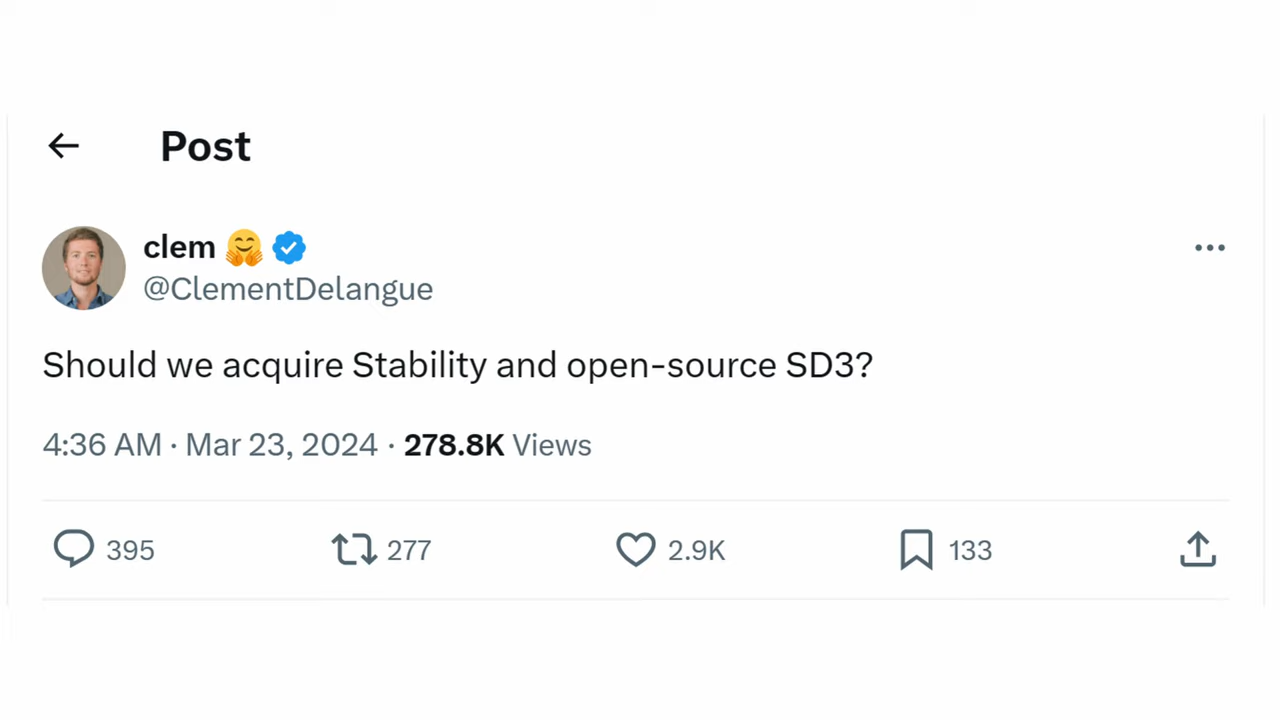 Post
clem 🤗
@ClementDelangue
Should we acquire Stability and open-source SD3?
4:36 AM · Mar 23, 2024 · 278.8K Views
395 277 2.9K 133